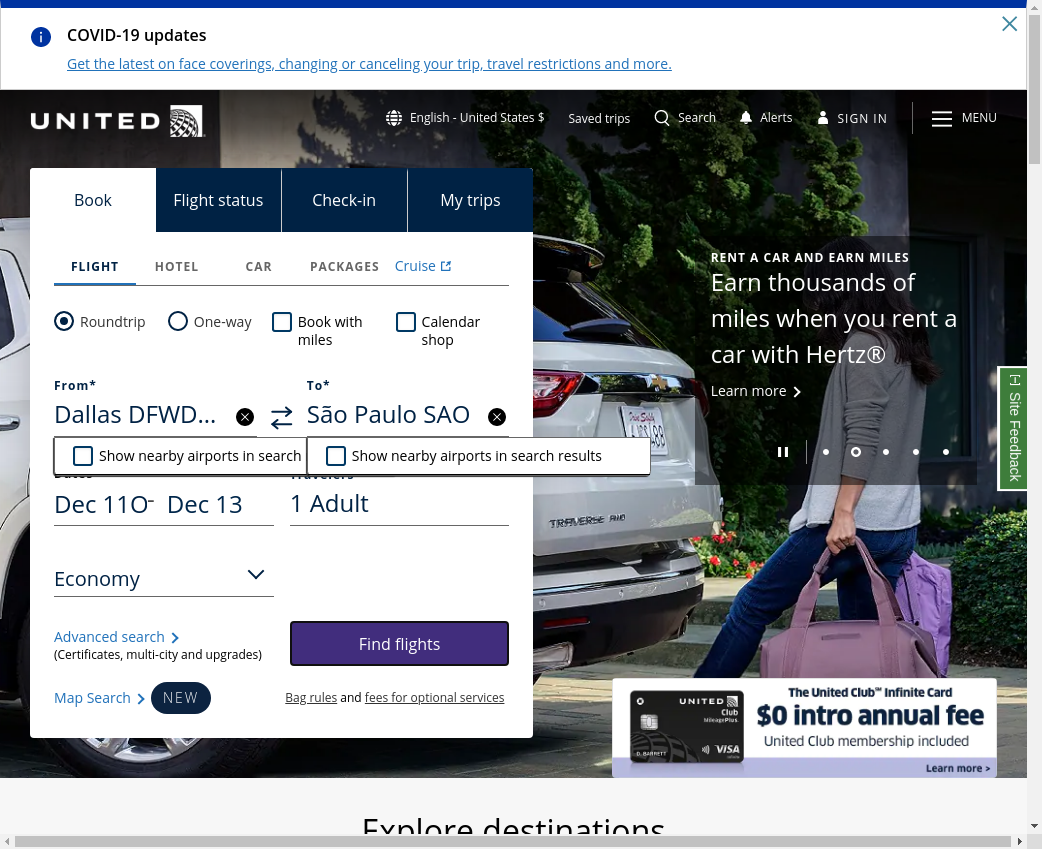 COVID-19 updates
Get the latest on face coverings, changing or canceling your trip, travel restrictions and more.
UNITED
English - United States $
Saved trips
Search
Alerts
SIGN IN
MENU
Book
Flight status
Check-in
My trips
FLIGHT
HOTEL
CAR
PACKAGES
Cruise
Roundtrip
One-way
Book with
miles
Calendar
shop
From*
To*
Dallas DFWD...
São Paulo SAO
Show nearby airports in search
Show nearby airports in search results
Dec 11O- Dec 13
1 Adult
Economy
Advanced search
(Certificates, multi-city and upgrades)
Find flights
Map Search
NEW
Bag rules and fees for optional services
RENT A CAR AND EARN MILES
Earn thousands of
miles when you rent a
car with Hertz®
Learn more
[-] Site Feedback
TRAVERSE AWD
UNITED
Club
MileagePlus
D. BARRETT
VISA
The United Club℠ Infinite Card
$0 intro annual fee
United Club membership included
Learn more >
Explore destinations